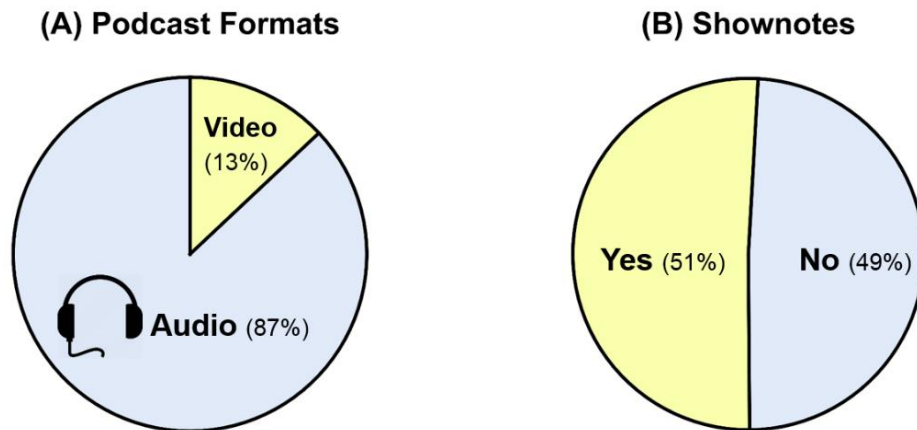 (A) Podcast Formats
Video
(13%)
Audio (87%)
(B) Shownotes
Yes (51%)
No (49%)